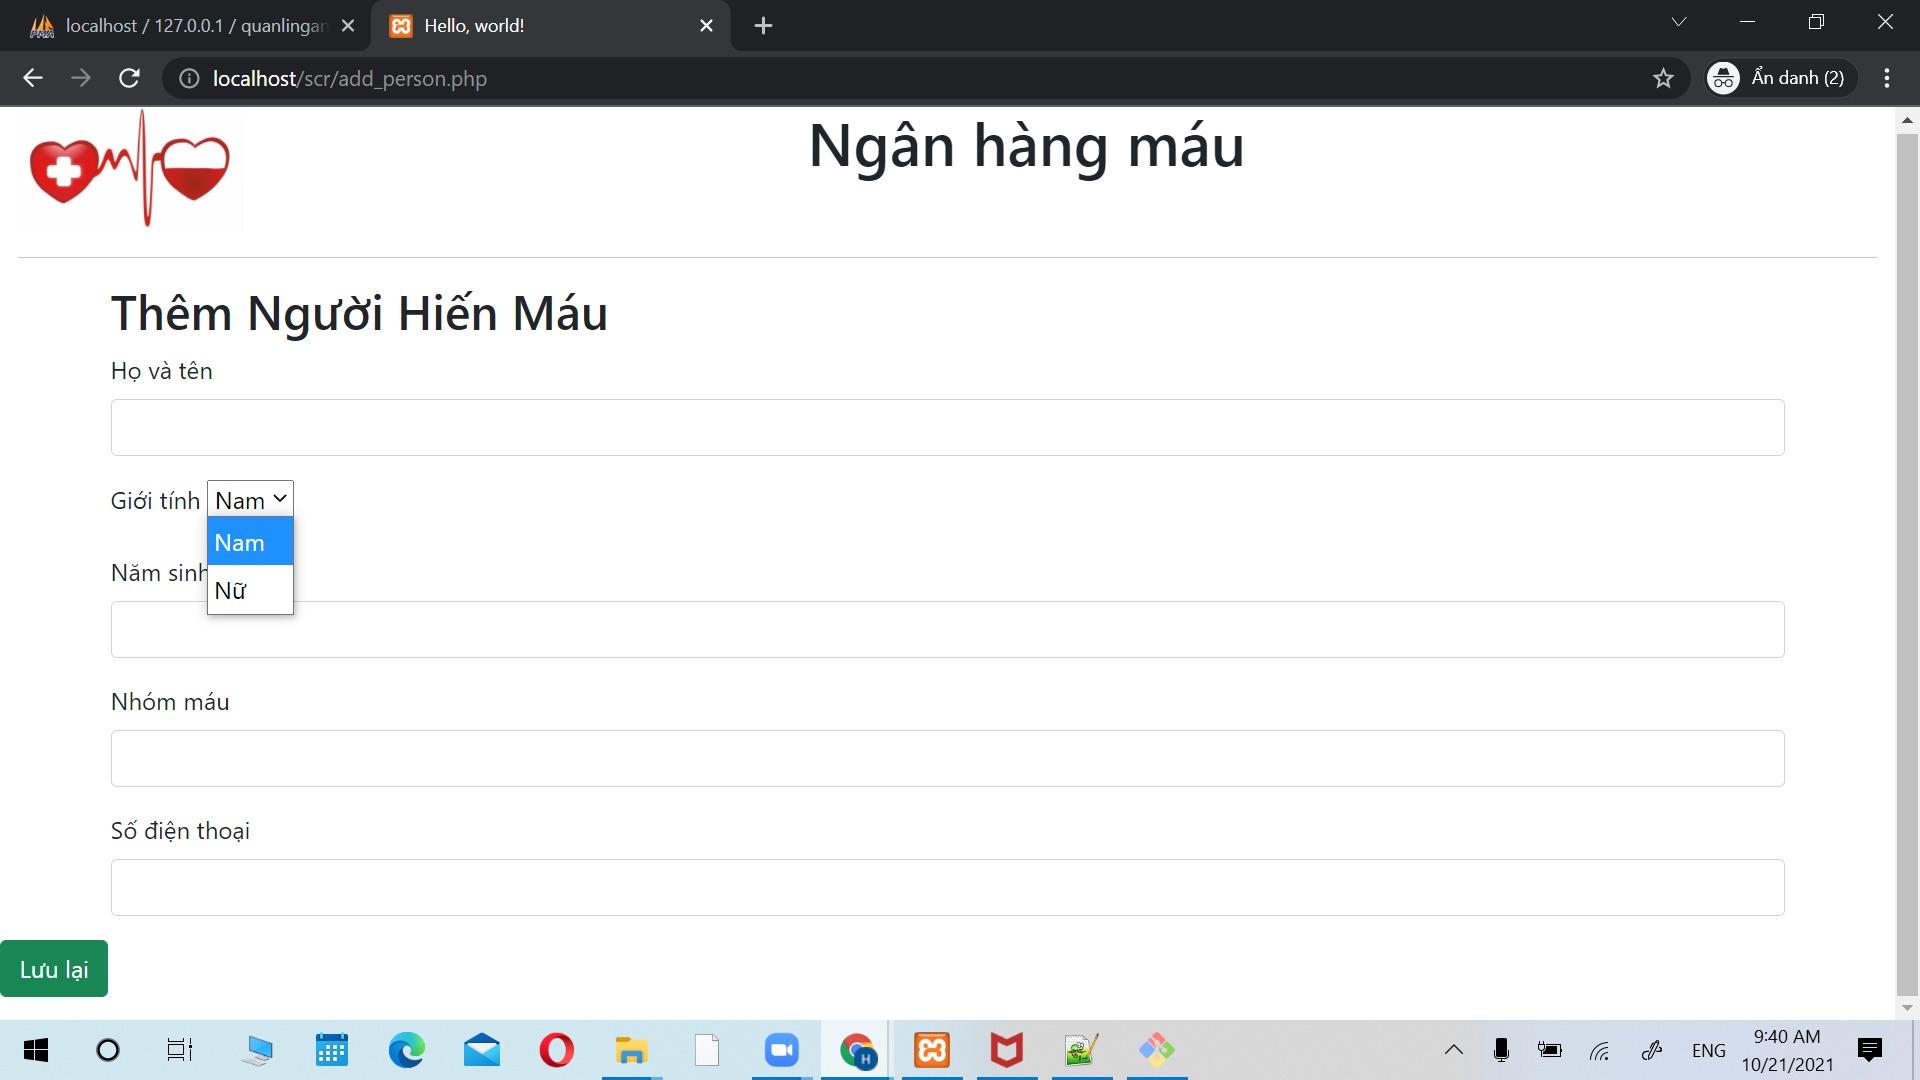 localhost / 127.0.0.1 / quanlingan
Hello, world!
localhost/scr/add_person.php
Ẩn danh (2)
Ngân hàng máu
Thêm Người Hiến Máu
Họ và tên
Giới tính Nam
Nam
Năm sinh
Nữ
Nhóm máu
Số điện thoại
Lưu lại
H
ENG
9:40 AM
10/21/2021